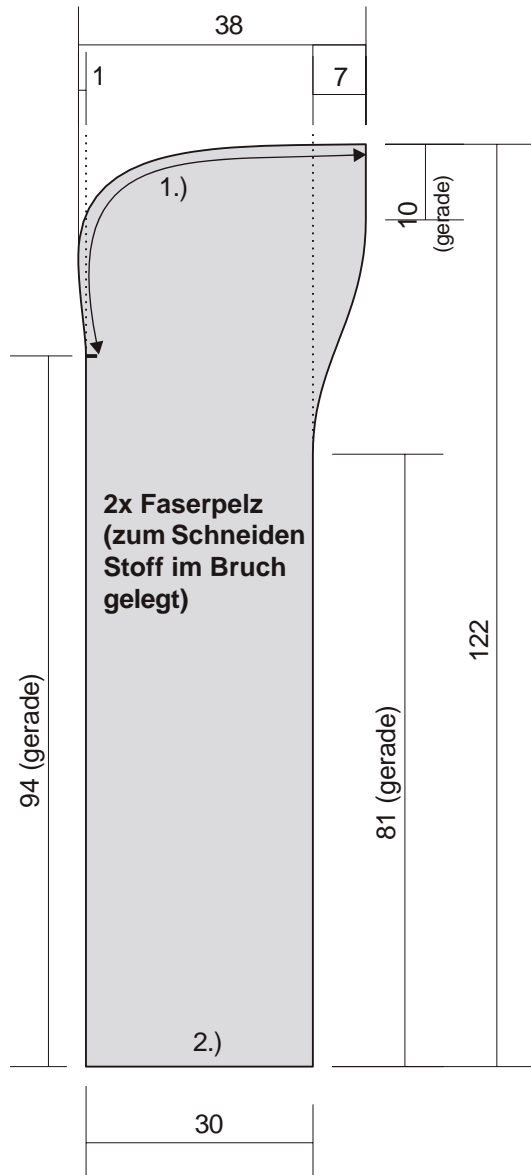 38
1
7
1.)
10
(gerade)
2x Faserpelz
(zum Schneiden
Stoff im Bruch
gelegt)
122
94 (gerade)
81 (gerade)
2.)
30